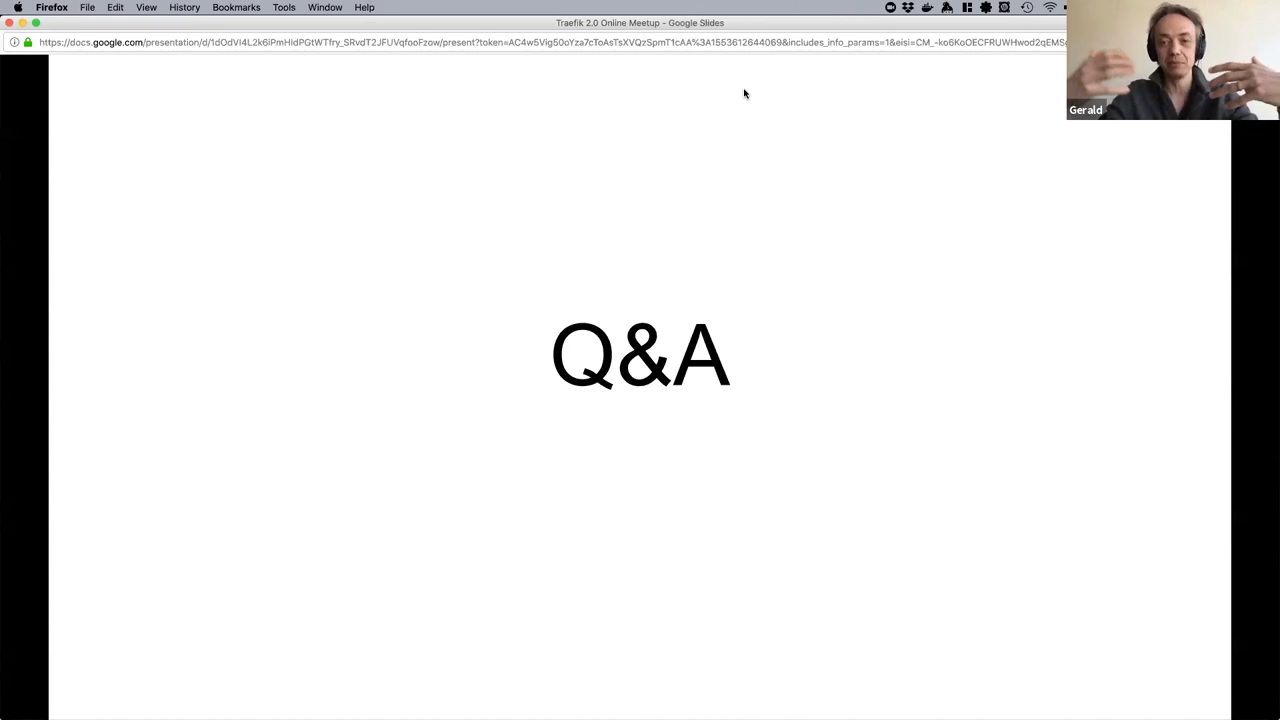 Firefox File Edit View History Bookmarks Tools Window Help
Traefik 2.0 Online Meetup - Google Slides
Gerald
Q&A